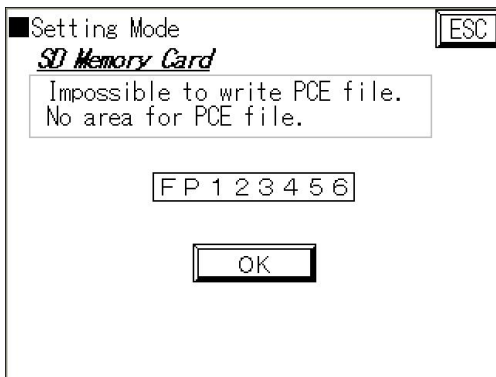 ■Setting Mode
ESC
SD Memory Card
Impossible to write PCE file.
No area for PCE file.
FP123456
OK